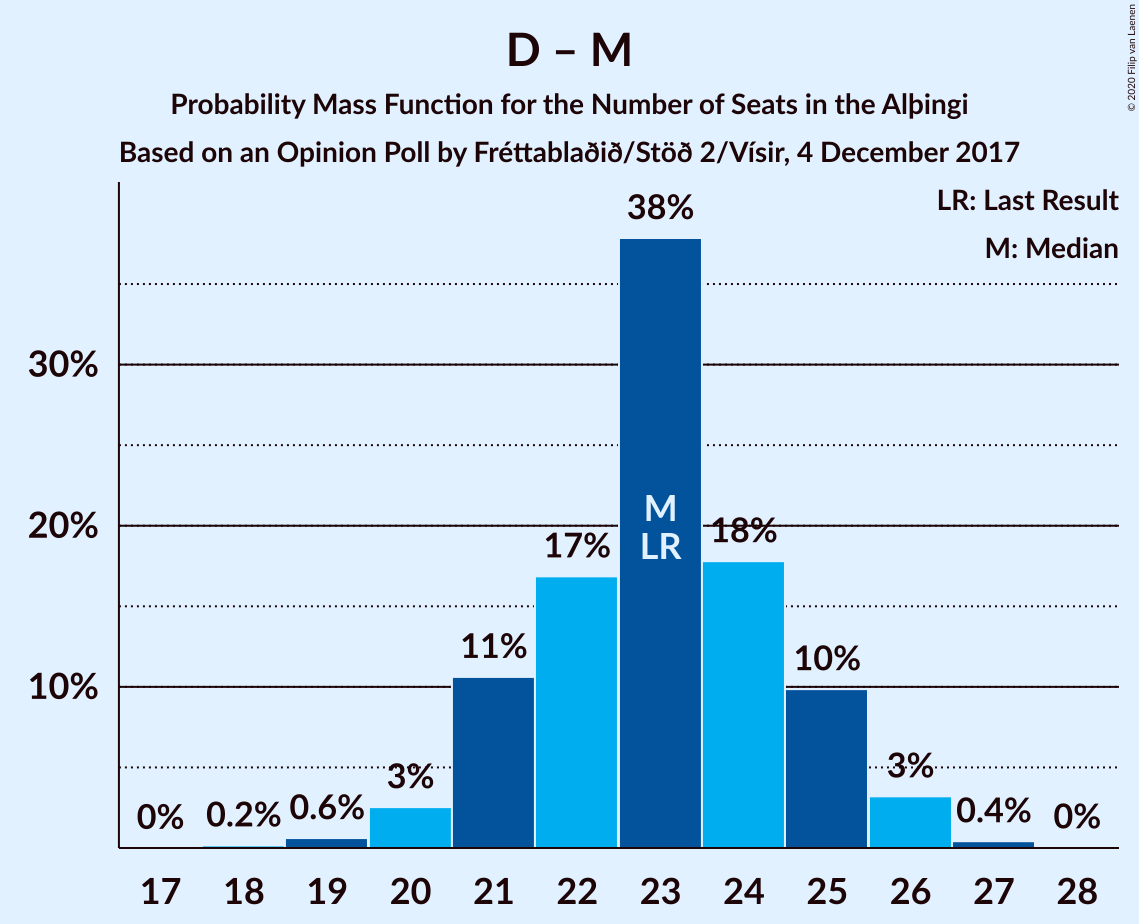 D – M
Probability Mass Function for the Number of Seats in the Alþingi
Based on an Opinion Poll by Fréttablaðið/Stöð 2/Vísir, 4 December 2017
© 2020 Filip van Laenen
LR: Last Result
M: Median
30%
20%
10%
0%
0.2%
0.6%
3%
11%
17%
38%
M
LR
18%
10%
3%
0.4%
0%
17 18 19 20 21 22 23 24 25 26 27 28